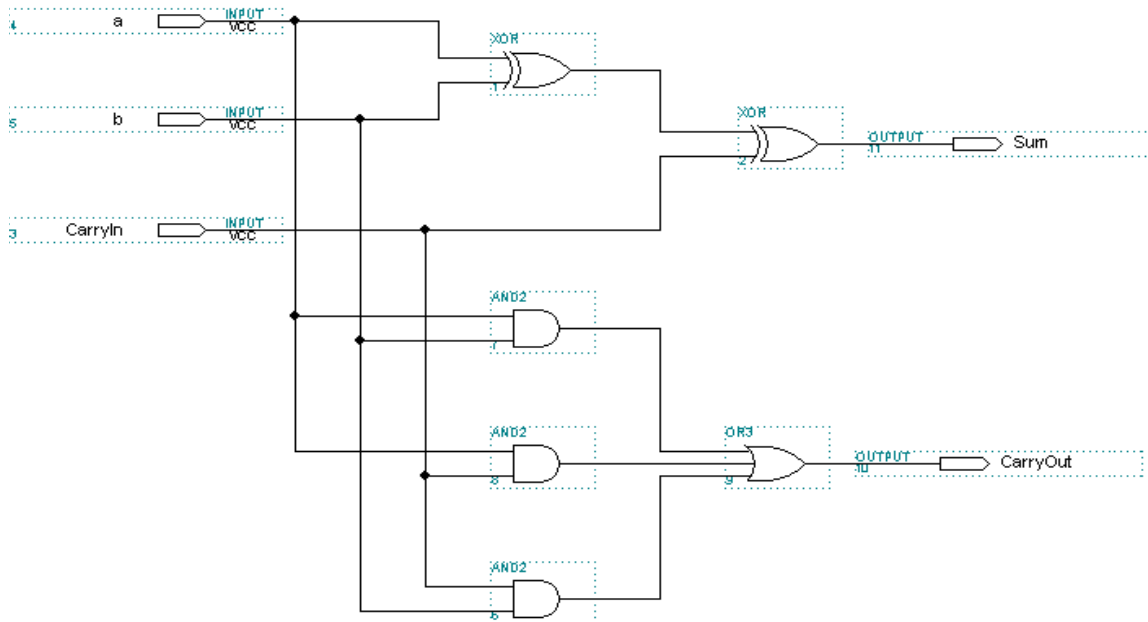 INPUT
4 a VCC
XOR
1
INPUT
5 b VCC
XOR
2
OUTPUT
11 Sum
INPUT
3 CarryIn VCC
AND2
7
AND2
8
OR3
9
OUTPUT
10 CarryOut
AND2
6